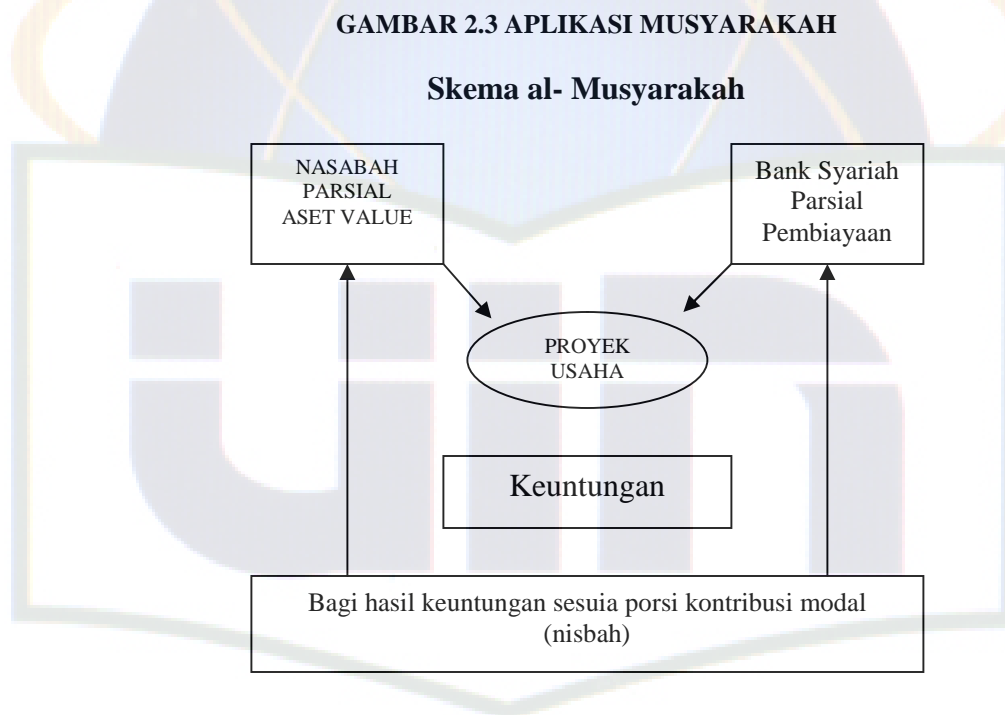 GAMBAR 2.3 APLIKASI MUSYARAKAH
Skema al- Musyarakah
NASABAH
PARSIAL
ASET VALUE
Bank Syariah
Parsial
Pembiayaan
PROYEK
USAHA
Keuntungan
Bagi hasil keuntungan sesuia porsi kontribusi modal
(nisbah)